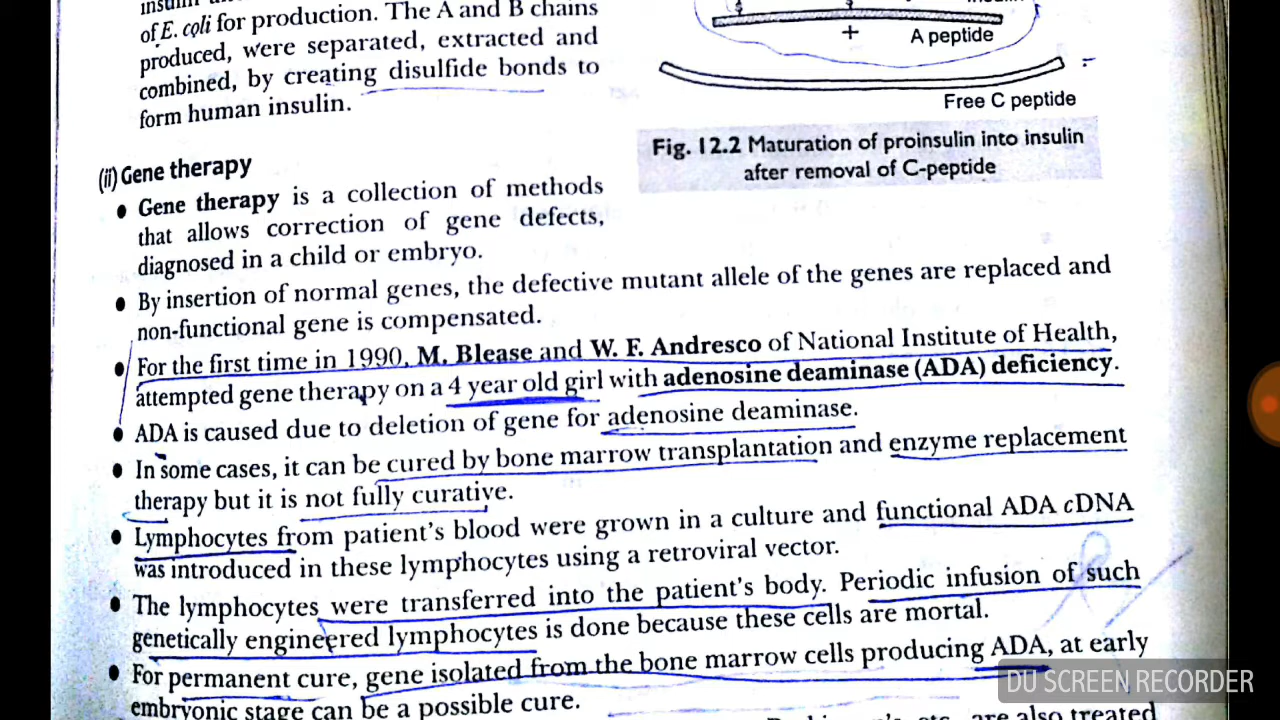 of E. coli for production. The A and B chains
produced, were separated, extracted and
combined, by creating disulfide bonds to
form human insulin.
+
A peptide
Free C peptide
Fig. 12.2 Maturation of proinsulin into insulin
after removal of C-peptide
(ii) Gene therapy
• Gene therapy is a collection of methods
that allows correction of gene defects,
diagnosed in a child or embryo.
• By insertion of normal genes, the defective mutant allele of the genes are replaced and
non-functional gene is compensated.
• For the first time in 1990, M. Blease and W. F. Andresco of National Institute of Health,
attempted gene therapy on a 4 year old girl with adenosine deaminase (ADA) deficiency.
• ADA is caused due to deletion of gene for adenosine deaminase.
• In some cases, it can be cured by bone marrow transplantation and enzyme replacement
therapy but it is not fully curative.
• Lymphocytes from patient's blood were grown in a culture and functional ADA cDNA
was introduced in these lymphocytes using a retroviral vector.
• The lymphocytes were transferred into the patient's body. Periodic infusion of such
genetically engineered lymphocytes is done because these cells are mortal.
• For permanent cure, gene isolated from the bone marrow cells producing ADA, at early
embryonic stage can be a possible cure.
are also treated
DU SCREEN RECORDER